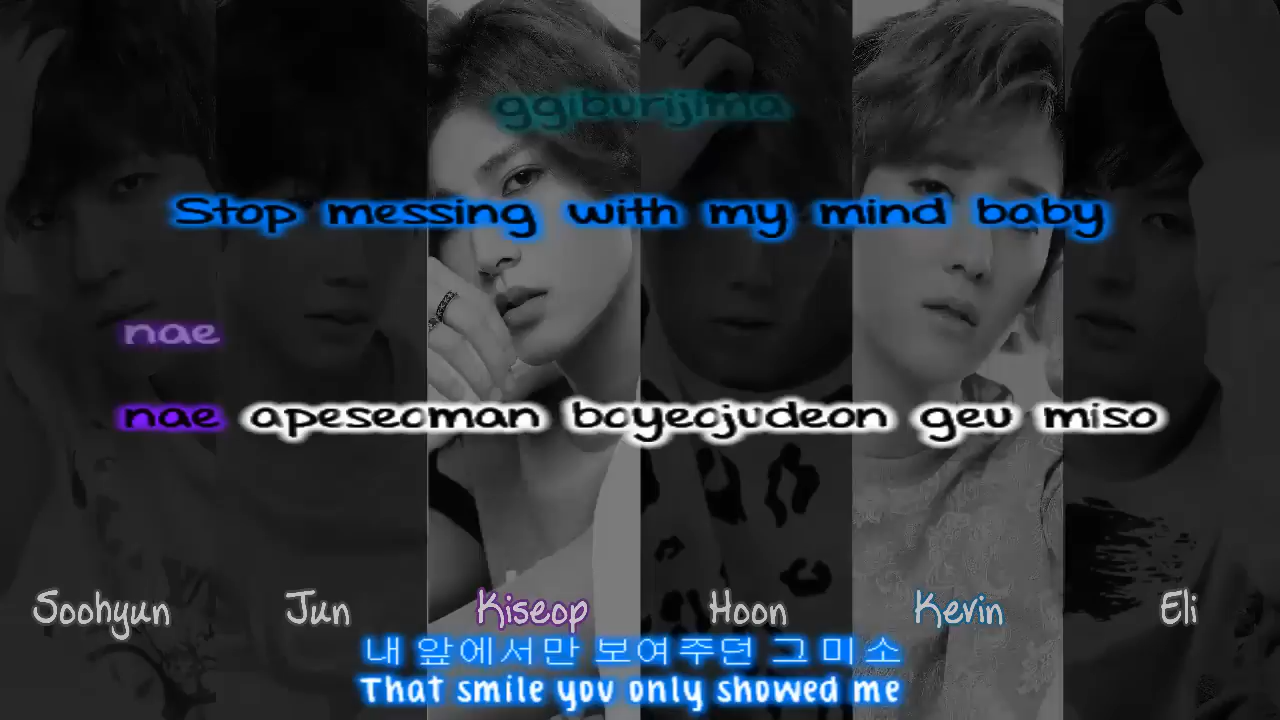 ggiburijima
Stop messing with my mind baby
nae
nae apeseoman boyeojudeon geu miso
Soohyun Jun Kiseop Hoon Kevin Eli
내 앞에서만 보여주던 그 미소
That smile you only showed me